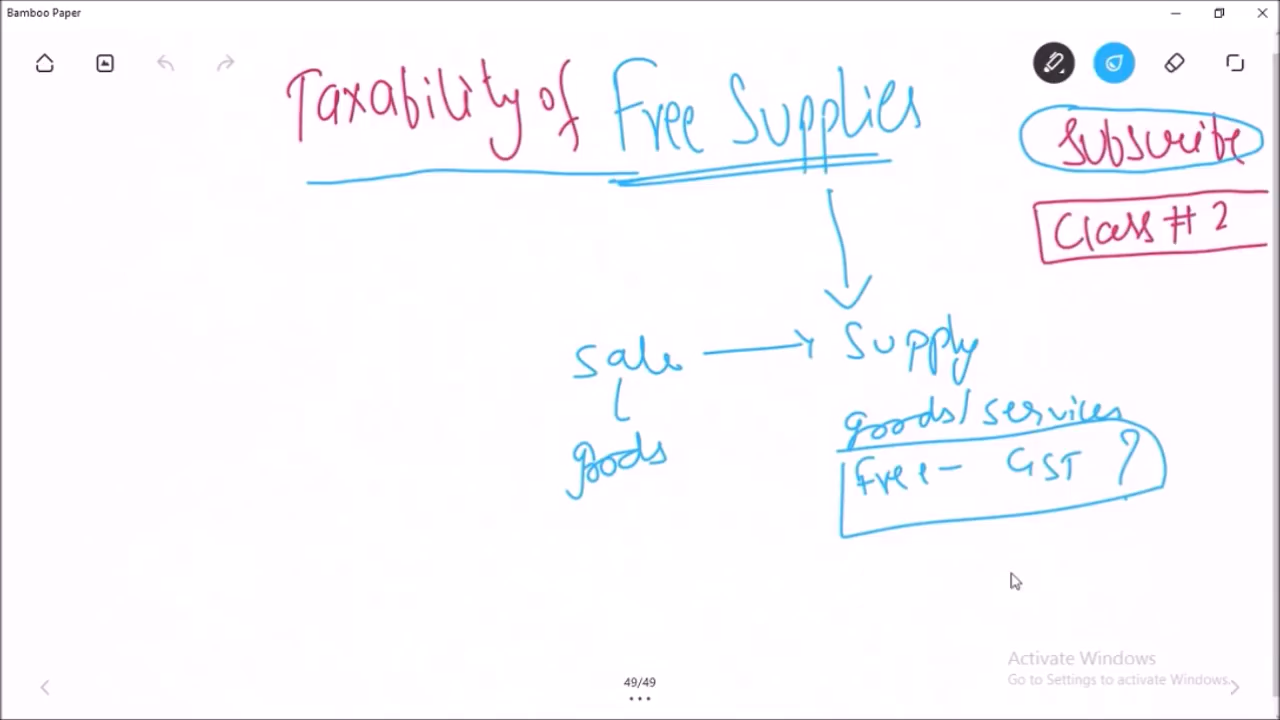 Bamboo Paper
Taxability of Free Supplies
Subscribe
Class # 2
Sale → Supply
goods/services
goods
Free - GST ?
Activate Windows
Go to Settings to activate Windows.
49/49